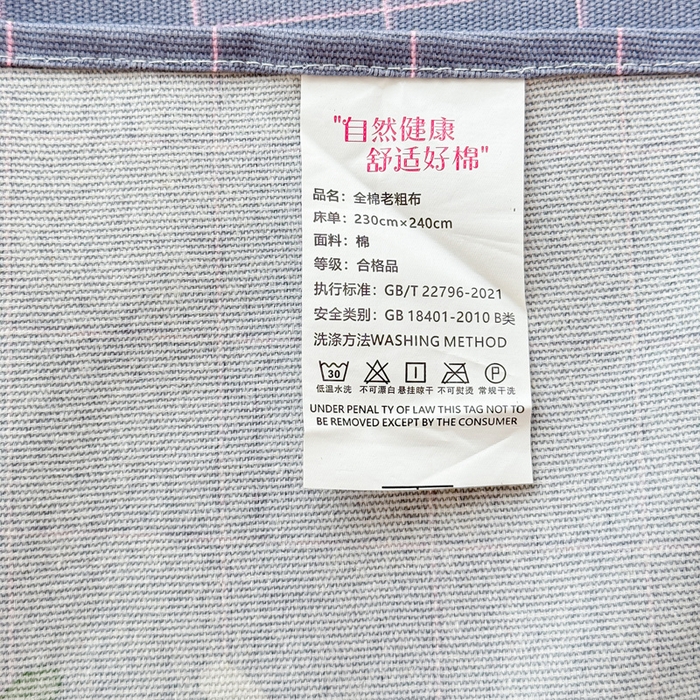 "自然健康
舒适好棉"
品名：全棉老粗布
床单：230cm×240cm
面料：棉
等级：合格品
执行标准：GB/T 22796-2021
安全类别：GB 18401-2010 B类
洗涤方法WASHING METHOD
30 P
低温水洗 不可漂白 悬挂晾干 不可熨烫 常规干洗
UNDER PENAL TY OF LAW THIS TAG NOT TO
BE REMOVED EXCEPT BY THE CONSUMER